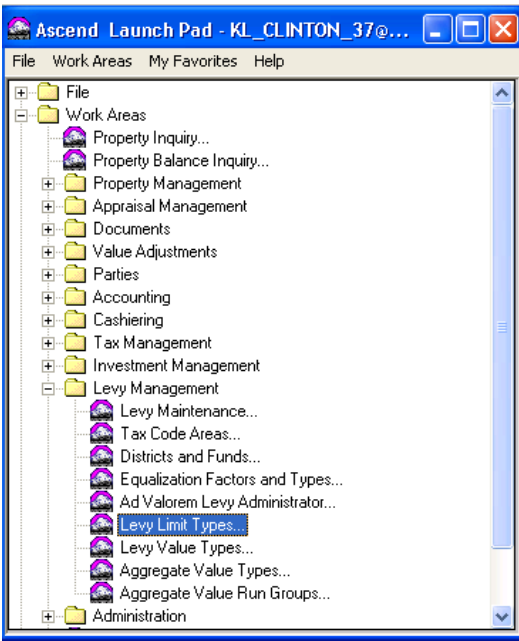 Ascend Launch Pad - KL_CLINTON_37@...
File Work Areas My Favorites Help
File
Work Areas
Property Inquiry...
Property Balance Inquiry...
Property Management
Appraisal Management
Documents
Value Adjustments
Parties
Accounting
Cashiering
Tax Management
Investment Management
Levy Management
Levy Maintenance...
Tax Code Areas...
Districts and Funds...
Equalization Factors and Types...
Ad Valorem Levy Administrator...
Levy Limit Types...
Levy Value Types...
Aggregate Value Types...
Aggregate Value Run Groups...
Administration